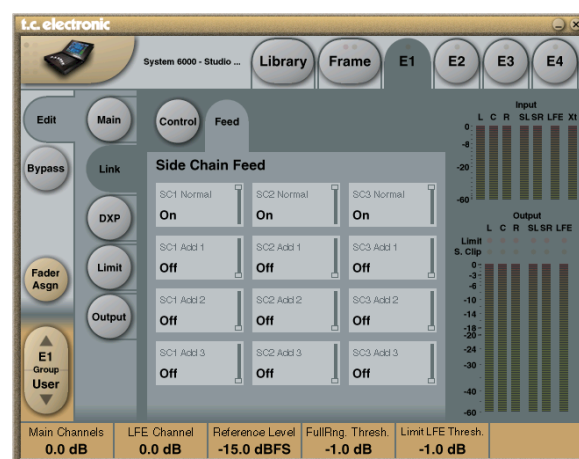 t.c. electronic
System 6000 - Studio ...
Library
Frame
E1
E2
E3
E4
Edit
Main
Control
Feed
Bypass
Link
DXP
Limit
Output
Fader
Asgn
E1
Group
User
Side Chain Feed
SC1 Normal
On
SC2 Normal
On
SC3 Normal
On
SC1 Add 1
Off
SC2 Add 1
Off
SC3 Add 1
Off
SC1 Add 2
Off
SC2 Add 2
Off
SC3 Add 2
Off
SC1 Add 3
Off
SC2 Add 3
Off
SC3 Add 3
Off
Input
L C R SL SR LFE Xt
0
-8
-20
-60
Output
L C R SL SR LFE
Limit
S. Clip
0
-3
-6
-10
-14
-18
-20
-24
-30
-40
-60
Main Channels
0.0 dB
LFE Channel
0.0 dB
Reference Level
-15.0 dBFS
FullRng. Thresh.
-1.0 dB
Limit LFE Thresh.
-1.0 dB